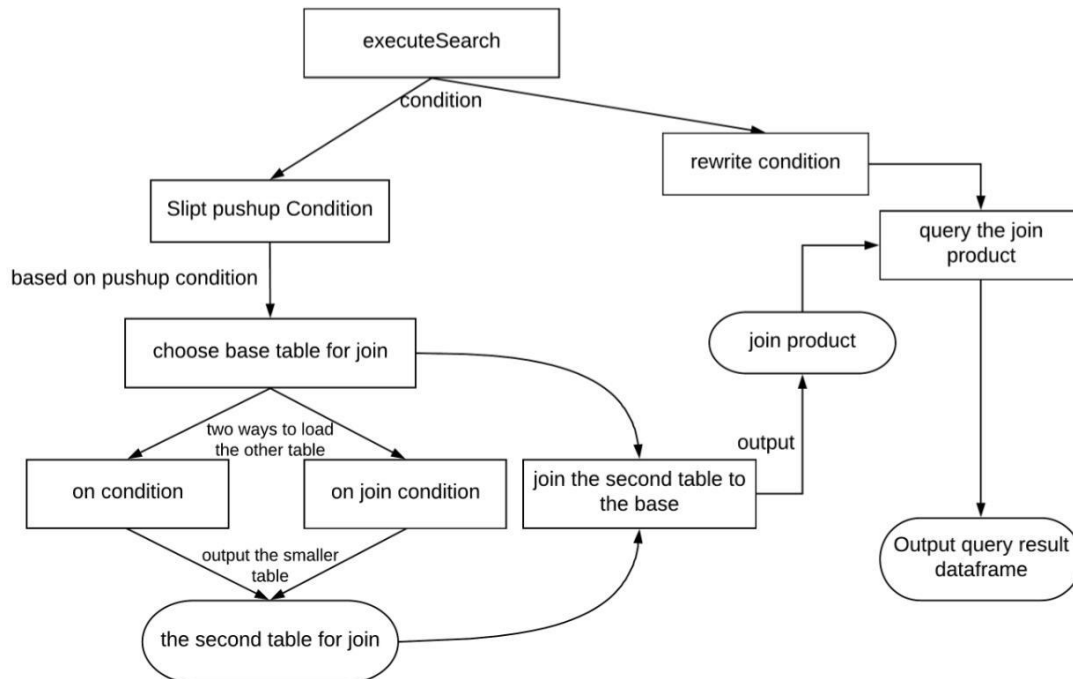 executeSearch
condition
rewrite condition
Slipt pushup Condition
query the join
product
based on pushup condition
choose base table for join
join product
two ways to load
the other table
output
on condition
on join condition
join the second table to
the base
output the smaller
table
Output query result
dataframe
the second table for join